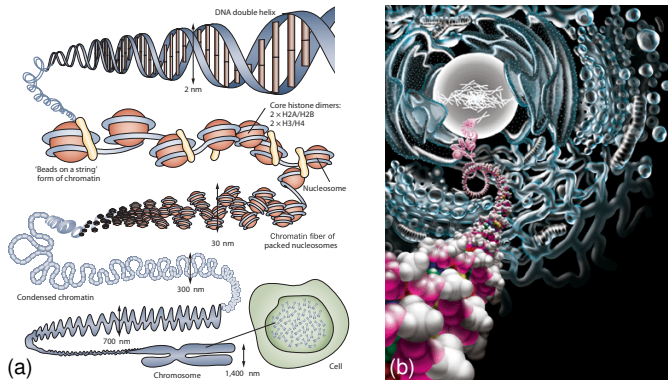 DNA double helix
2 nm
Core histone dimers:
2 × H2A/H2B
2 × H3/H4
'Beads on a string'
form of chromatin
Nucleosome
30 nm
Chromatin fiber of
packed nucleosomes
Condensed chromatin
300 nm
700 nm
Chromosome
1,400 nm
Cell
(a)
(b)